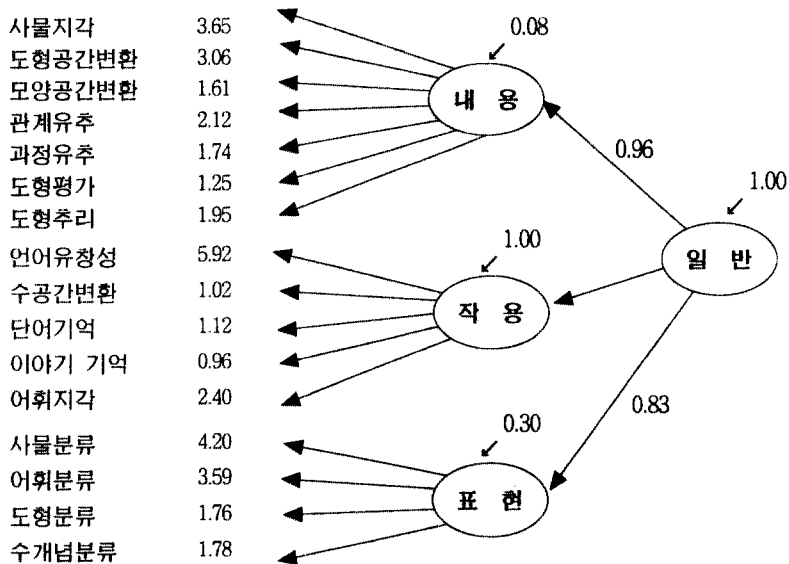 사물지각 3.65
도형공간변환 3.06
모양공간변환 1.61
관계유추 2.12
과정유추 1.74
도형평가 1.25
도형추리 1.95
언어유창성 5.92
수공간변환 1.02
단어기억 1.12
이야기 기억 0.96
어휘지각 2.40
사물분류 4.20
어휘분류 3.59
도형분류 1.76
수개념분류 1.78
0.08
내 용
0.96
1.00
일 반
1.00
작 용
0.83
0.30
표 현